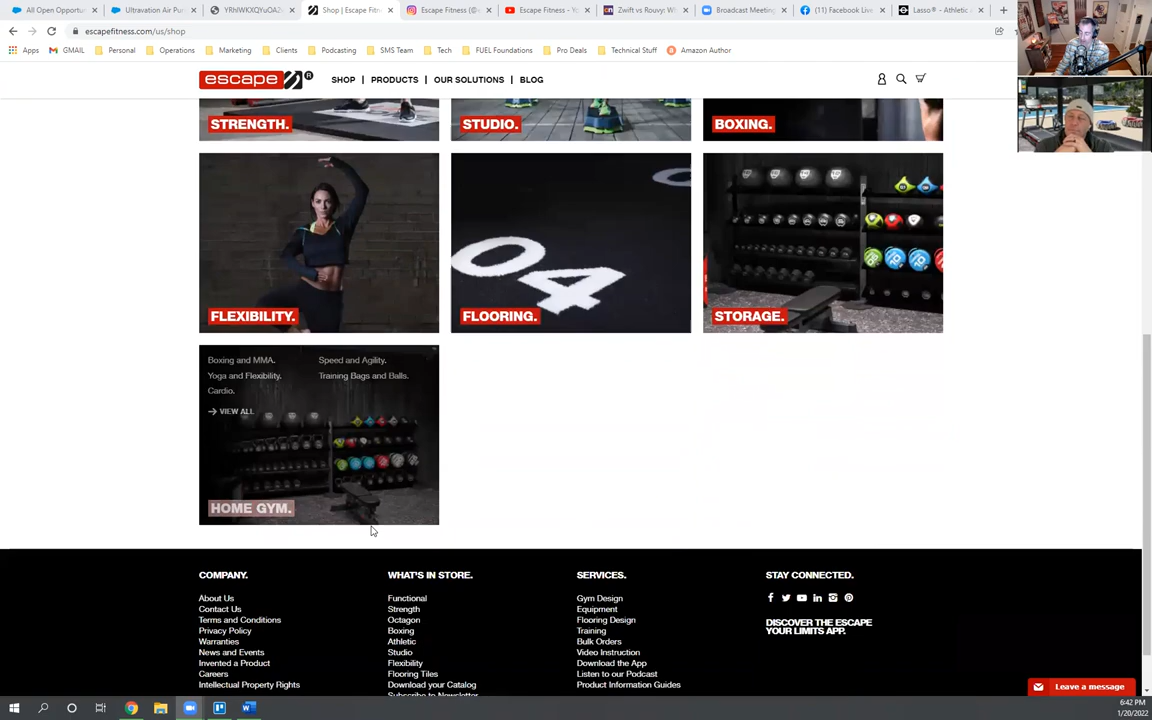 All Open Opportu
Ultravation Air Pu
YRhWKXQYuOA2
Shop | Escape Fitn
Escape Fitness (@
Escape Fitness - Yo
Zwift vs Rouvy: W
Broadcast Meeting
(11) Facebook Live
Lasso® - Athletic
escapefitness.com/us/shop
Apps
GMAIL
Personal
Operations
Marketing
Clients
Podcasting
SMS Team
Tech
FUEL Foundations
Pro Deals
Technical Stuff
Amazon Author
escape ®
SHOP | PRODUCTS | OUR SOLUTIONS | BLOG
STRENGTH.
STUDIO.
BOXING.
FLEXIBILITY.
04
FLOORING.
STORAGE.
Boxing and MMA.
Speed and Agility.
Yoga and Flexibility.
Training Bags and Balls.
Cardio.
VIEW ALL
HOME GYM.
COMPANY.
About Us
Contact Us
Terms and Conditions
Privacy Policy
Warranties
News and Events
Invented a Product
Careers
Intellectual Property Rights
WHAT'S IN STORE.
Functional
Strength
Octagon
Boxing
Athletic
Studio
Flexibility
Flooring Tiles
Download your Catalog
Subscribe to Newsletter
SERVICES.
Gym Design
Equipment
Flooring Design
Training
Bulk Orders
Video Instruction
Download the App
Listen to our Podcast
Product Information Guides
STAY CONNECTED.
DISCOVER THE ESCAPE
YOUR LIMITS APP.
Leave a message
6:42 PM
1/20/2022